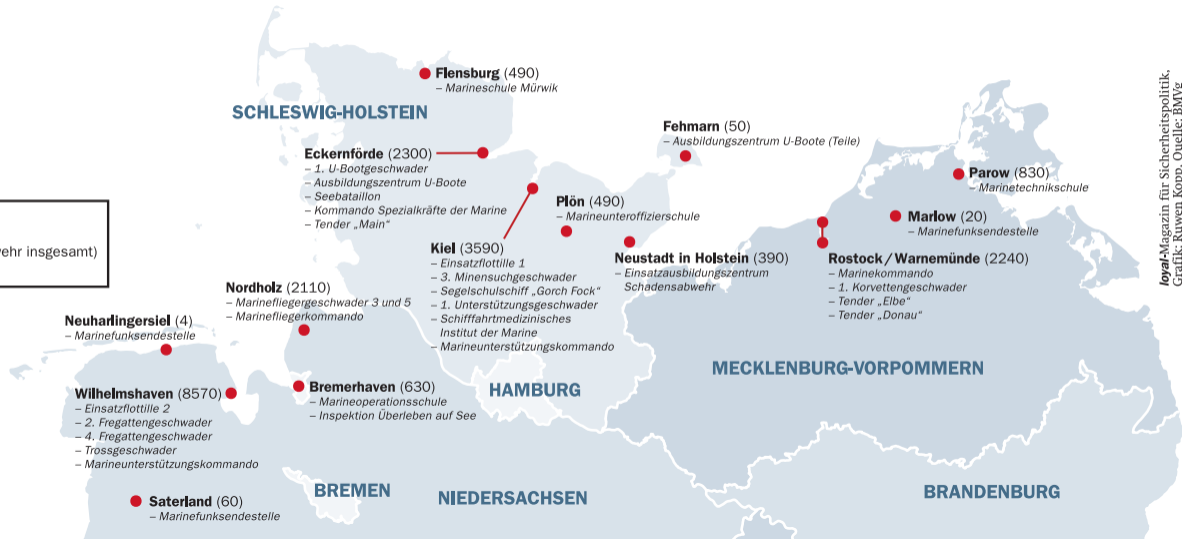 Flensburg (490)
– Marineschule Mürwik
SCHLESWIG-HOLSTEIN
Eckernförde (2300)
– 1. U-Bootgeschwader
– Ausbildungszentrum U-Boote
– Seebataillon
– Kommando Spezialkräfte der Marine
– Tender „Main“
Fehmarn (50)
– Ausbildungszentrum U-Boote (Teile)
Parow (830)
– Marinetechnikschule
Plön (490)
– Marineunteroffizierschule
Marlow (20)
– Marinefunksendestelle
Kiel (3590)
– Einsatzflottille 1
– 3. Minensuchgeschwader
– Segelschulschiff „Gorch Fock“
– 1. Unterstützungsgeschwader
– Schifffahrtmedizinisches
Institut der Marine
– Marineunterstützungskommando
Neustadt in Holstein (390)
– Einsatzausbildungszentrum
Schadensabwehr
Rostock/Warnemünde (2240)
– Marinekommando
– 1. Korvettengeschwader
– Tender „Elbe“
– Tender „Donau“
ehr insgesamt)
Nordholz (2110)
– Marinefliegergeschwader 3 und 5
– Marinefliegerkommando
Neuharlingersiel (4)
– Marinefunksendestelle
Wilhelmshaven (8570)
– Einsatzflottille 2
– 2. Fregattengeschwader
– 4. Fregattengeschwader
– Trossgeschwader
– Marineunterstützungskommando
Bremerhaven (630)
– Marineoperationsschule
– Inspektion Überleben auf See
HAMBURG
MECKLENBURG-VORPOMMERN
Saterland (60)
– Marinefunksendestelle
BREMEN
NIEDERSACHSEN
BRANDENBURG
loyal-Magazin für Sicherheitspolitik,
Grafik: Ruwen Kopp, Quelle: BMVg